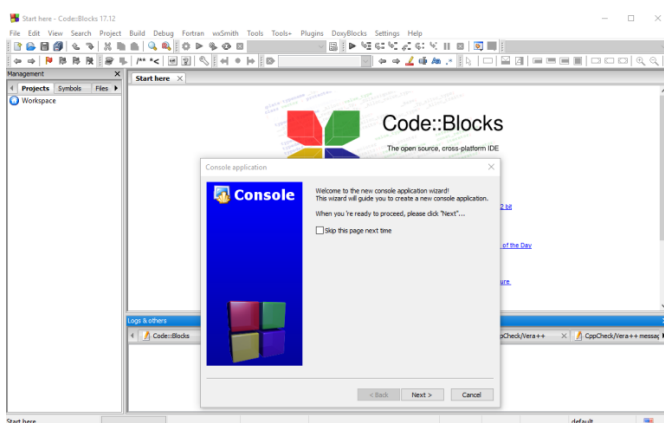 Start here - Code::Blocks 17.12
File Edit View Search Project Build Debug Fortran wxSmith Tools Tools+ Plugins DoxyBlocks Settings Help
Management
Start here
Projects Symbols Files
Workspace
Code::Blocks
The open source, cross-platform IDE
Console application
Console
Welcome to the new console application wizard!
This wizard will guide you to create a new console application.
When you 're ready to proceed, please click "Next"...
Skip this page next time
of the Day
Logs & others
Code::Blocks
Check/Vera++
CppCheck/Vera++ messag
< Back Next > Cancel
Start here
default